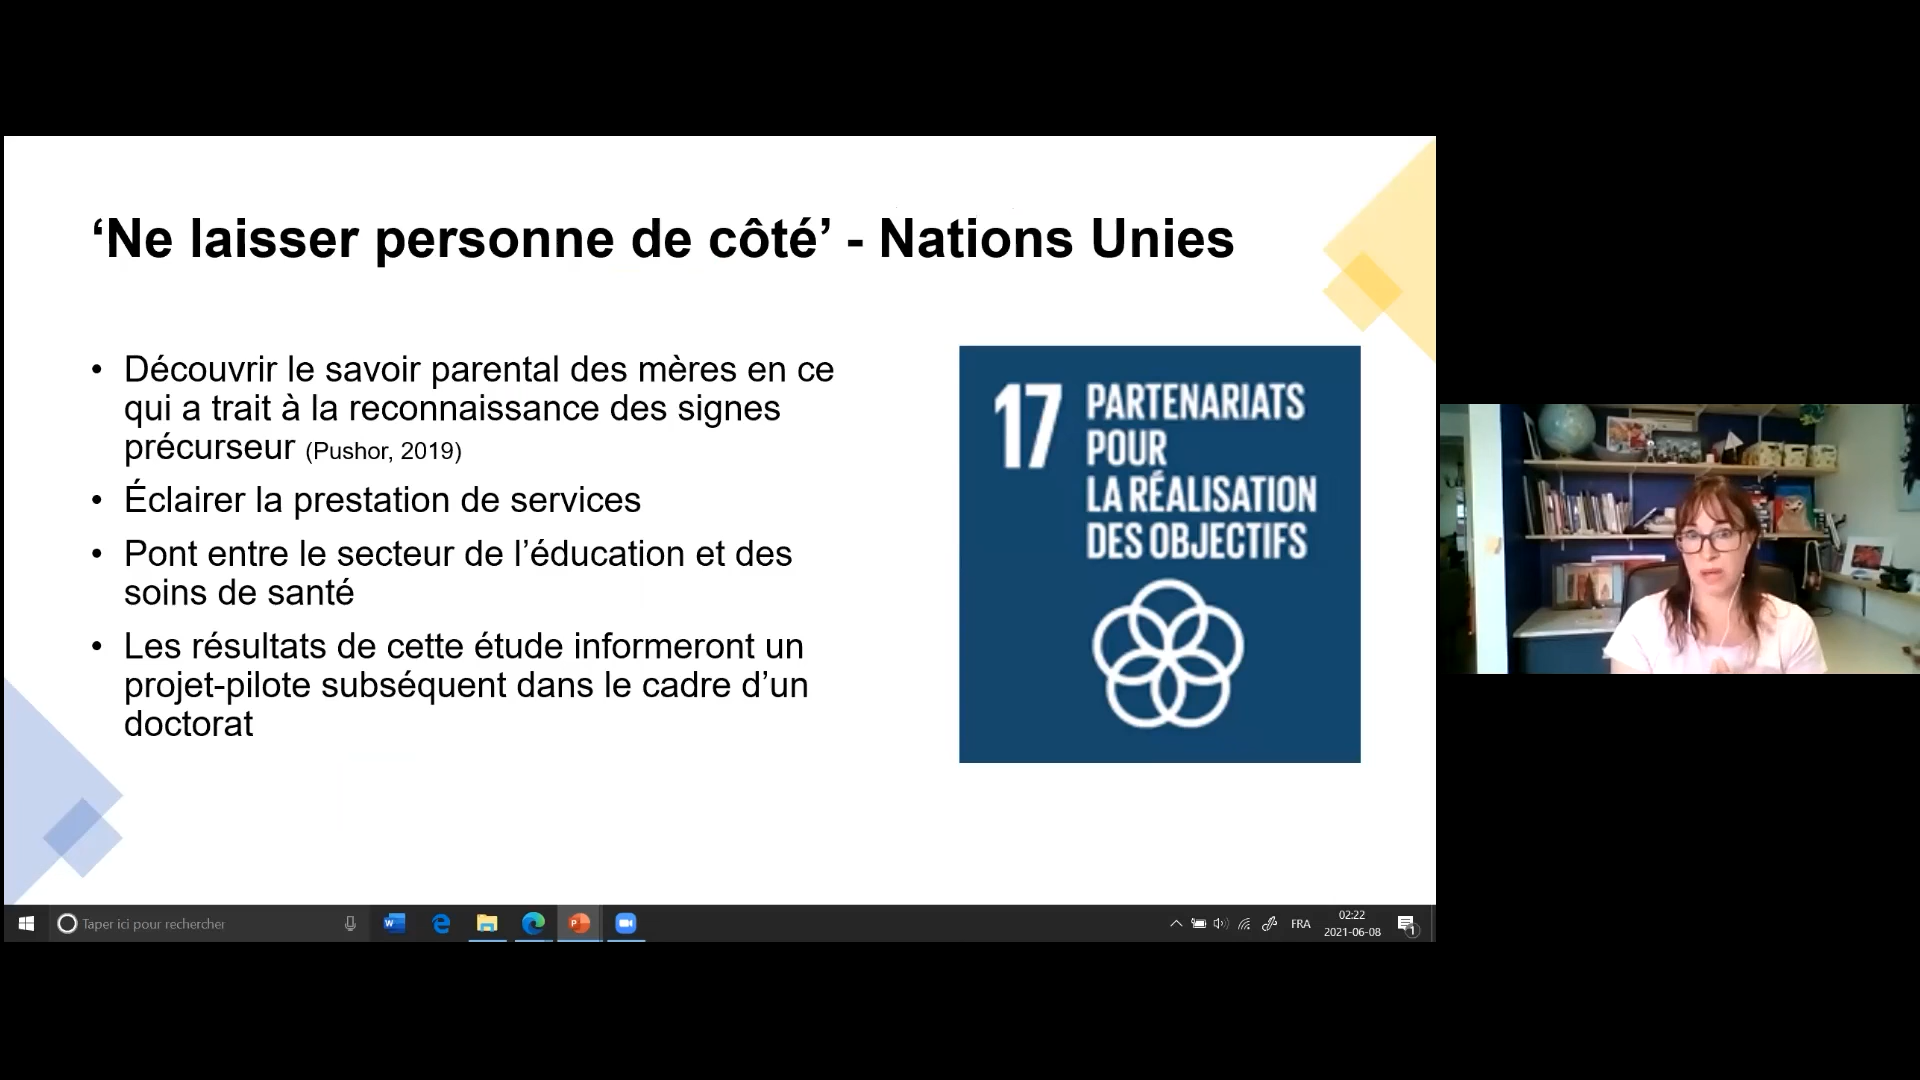 ‘Ne laisser personne de côté’ - Nations Unies
• Découvrir le savoir parental des mères en ce
qui a trait à la reconnaissance des signes
précurseur (Pushor, 2019)
• Éclairer la prestation de services
• Pont entre le secteur de l’éducation et des
soins de santé
• Les résultats de cette étude informeront un
projet-pilote subséquent dans le cadre d’un
doctorat
17 PARTENARIATS
POUR
LA RÉALISATION
DES OBJECTIFS
Taper ici pour rechercher
FRA
02:22
2021-06-08
1